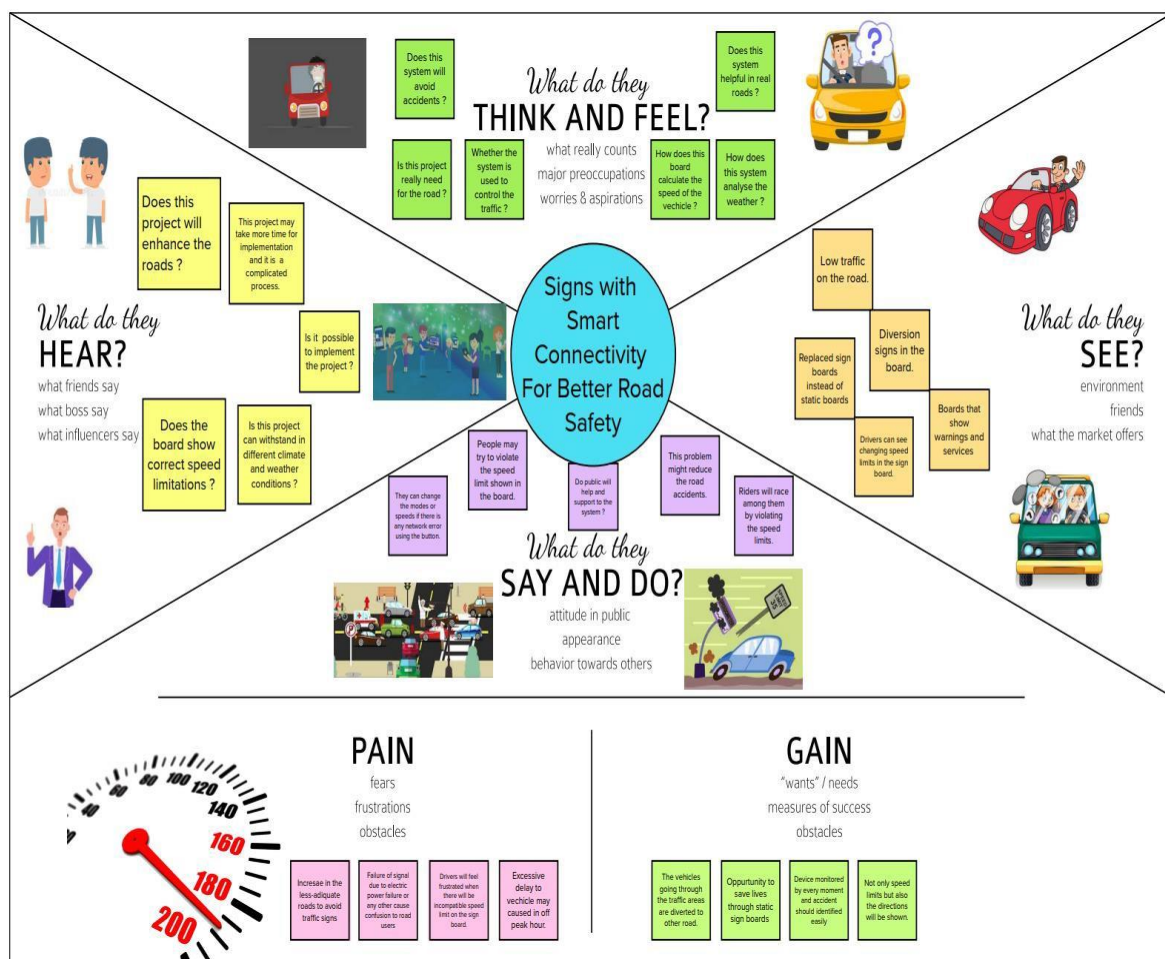 Does this
system will
avoid
accidents ?
What do they
THINK AND FEEL?
what really counts
major preoccupations
worries & aspirations
Does this
system
helpful in real
roads ?
?
Is this project
really need
for the road ?
Whether the
system is
used to
control the
traffic ?
How does this
board
calculate the
speed of the
vechicle ?
How does
this system
analyse the
weather ?
Does this
project will
enhance the
roads ?
This project may
take more time for
implementation
and it is a
complicated
process.
What do they
HEAR?
what friends say
what boss say
what influencers say
Is it possible
to implement
the project ?
Does the
board show
correct speed
limitations ?
Is this project
can withstand in
different climate
and weather
conditions ?
Signs with
Smart
Connectivity
For Better Road
Safety
Low traffic
on the road.
Diversion
signs in the
board.
Replaced sign
boards
instead of
static boards
Drivers can see
changing speed
limits in the sign
board.
Boards that
show
warnings and
services
What do they
SEE?
environment
friends
what the market offers
They can change
the modes or
speeds if there is
any network error
using the button.
People may
try to violate
the speed
limit shown in
the board.
Do public will
help and
support to the
system ?
This problem
might reduce
the road
accidents.
Riders will race
among them
by violating
the speed
limits.
What do they
SAY AND DO?
attitude in public
appearance
behavior towards others
PAIN
fears
frustrations
obstacles
40
60
80
100
120
140
160
180
200
Incresae in the
less-adiquate
roads to avoid
traffic signs
Failure of signal
due to electric
power failure or
any other cause
confusion to road
users
Drivers will feel
frustrated when
there will be
incompatible speed
limit on the sign
board.
Excessive
delay to
vechicle may
caused in off
peak hour.
GAIN
"wants" / needs
measures of success
obstacles
The vehicles
going through
the traffic areas
are diverted to
other road.
Oppurtunity to
save lives
through static
sign boards
Device monitored
by every moment
and accident
should identified
easily
Not only speed
limits but also
the directions
will be shown.